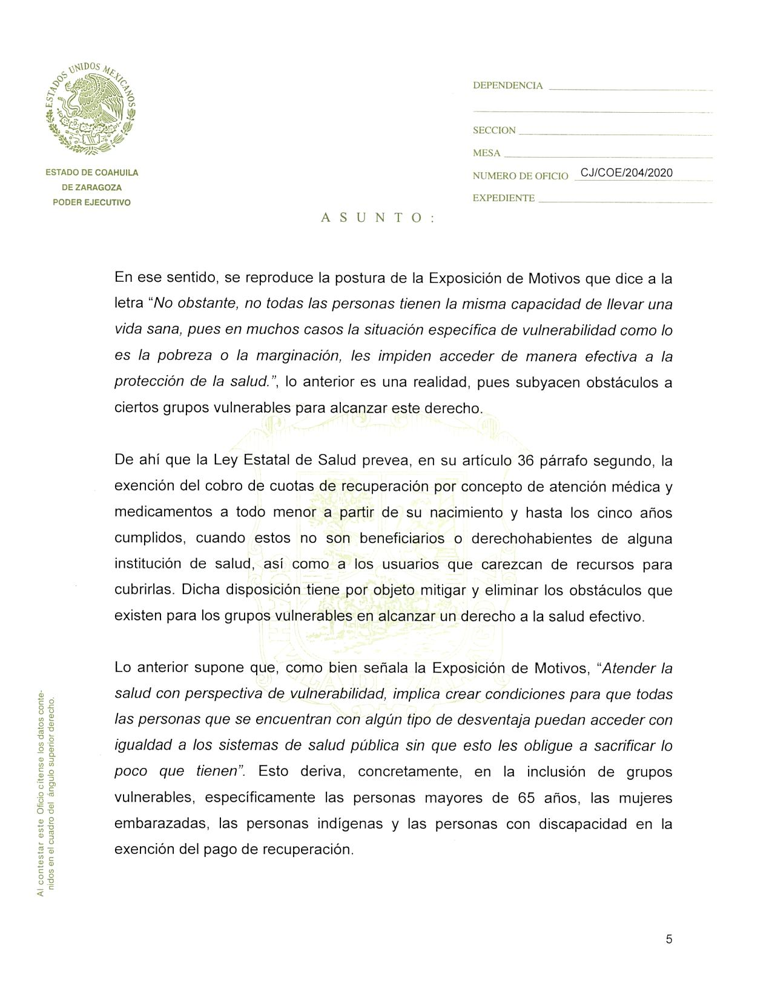 ESTADOS UNIDOS MEXICANOS
ESTADO DE COAHUILA
DE ZARAGOZA
PODER EJECUTIVO
DEPENDENCIA
SECCION
MESA
NUMERO DE OFICIO CJ/COE/204/2020
EXPEDIENTE
ASUNTO:
En ese sentido, se reproduce la postura de la Exposición de Motivos que dice a la
letra “No obstante, no todas las personas tienen la misma capacidad de llevar una
vida sana, pues en muchos casos la situación específica de vulnerabilidad como lo
es la pobreza o la marginación, les impiden acceder de manera efectiva a la
protección de la salud.”, lo anterior es una realidad, pues subyacen obstáculos a
ciertos grupos vulnerables para alcanzar este derecho.
De ahí que la Ley Estatal de Salud prevea, en su artículo 36 párrafo segundo, la
exención del cobro de cuotas de recuperación por concepto de atención médica y
medicamentos a todo menor a partir de su nacimiento y hasta los cinco años
cumplidos, cuando estos no son beneficiarios o derechohabientes de alguna
institución de salud, así como a los usuarios que carezcan de recursos para
cubrirlas. Dicha disposición tiene por objeto mitigar y eliminar los obstáculos que
existen para los grupos vulnerables en alcanzar un derecho a la salud efectivo.
Lo anterior supone que, como bien señala la Exposición de Motivos, “Atender la
salud con perspectiva de vulnerabilidad, implica crear condiciones para que todas
las personas que se encuentran con algún tipo de desventaja puedan acceder con
igualdad a los sistemas de salud pública sin que esto les obligue a sacrificar lo
poco que tienen”. Esto deriva, concretamente, en la inclusión de grupos
vulnerables, específicamente las personas mayores de 65 años, las mujeres
embarazadas, las personas indígenas y las personas con discapacidad en la
exención del pago de recuperación.
COAHUILA DE ZARAGOZA
Al contestar este Oficio cítense los datos conte-
nidos en el cuadro del ángulo superior derecho.
5